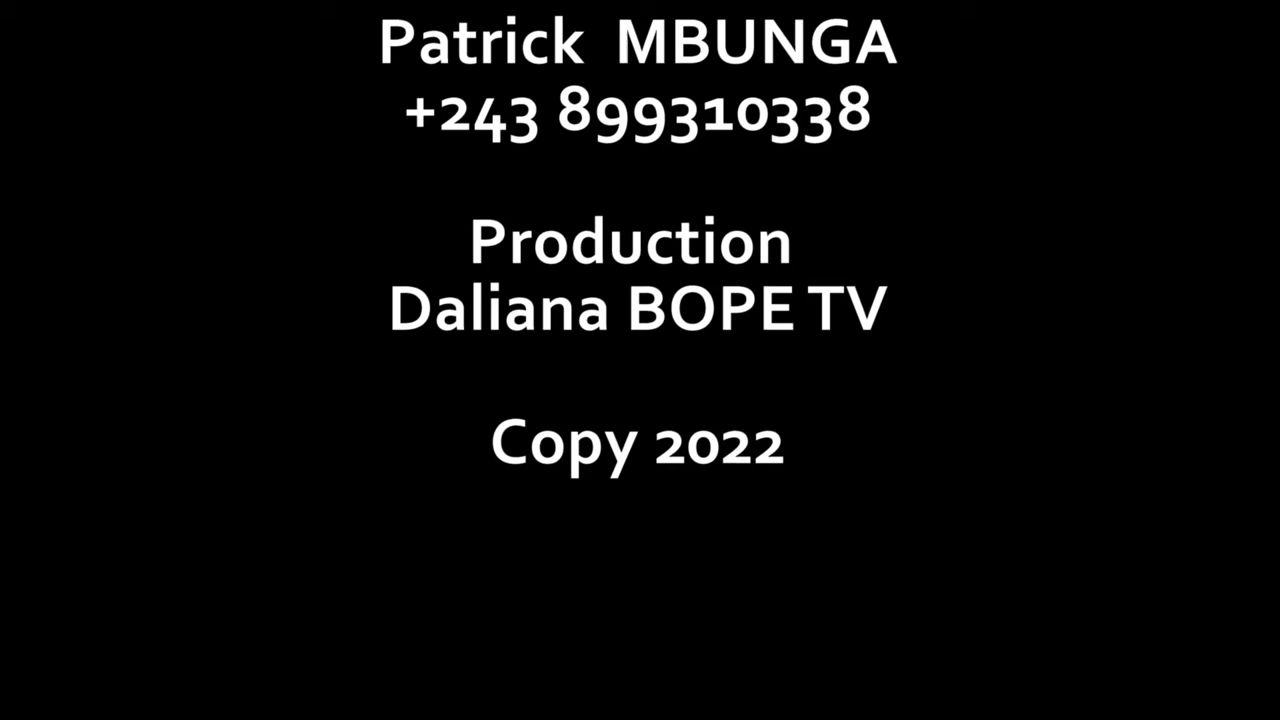 Patrick  MBUNGA
+243 899310338
Production
Daliana BOPE TV
Copy 2022